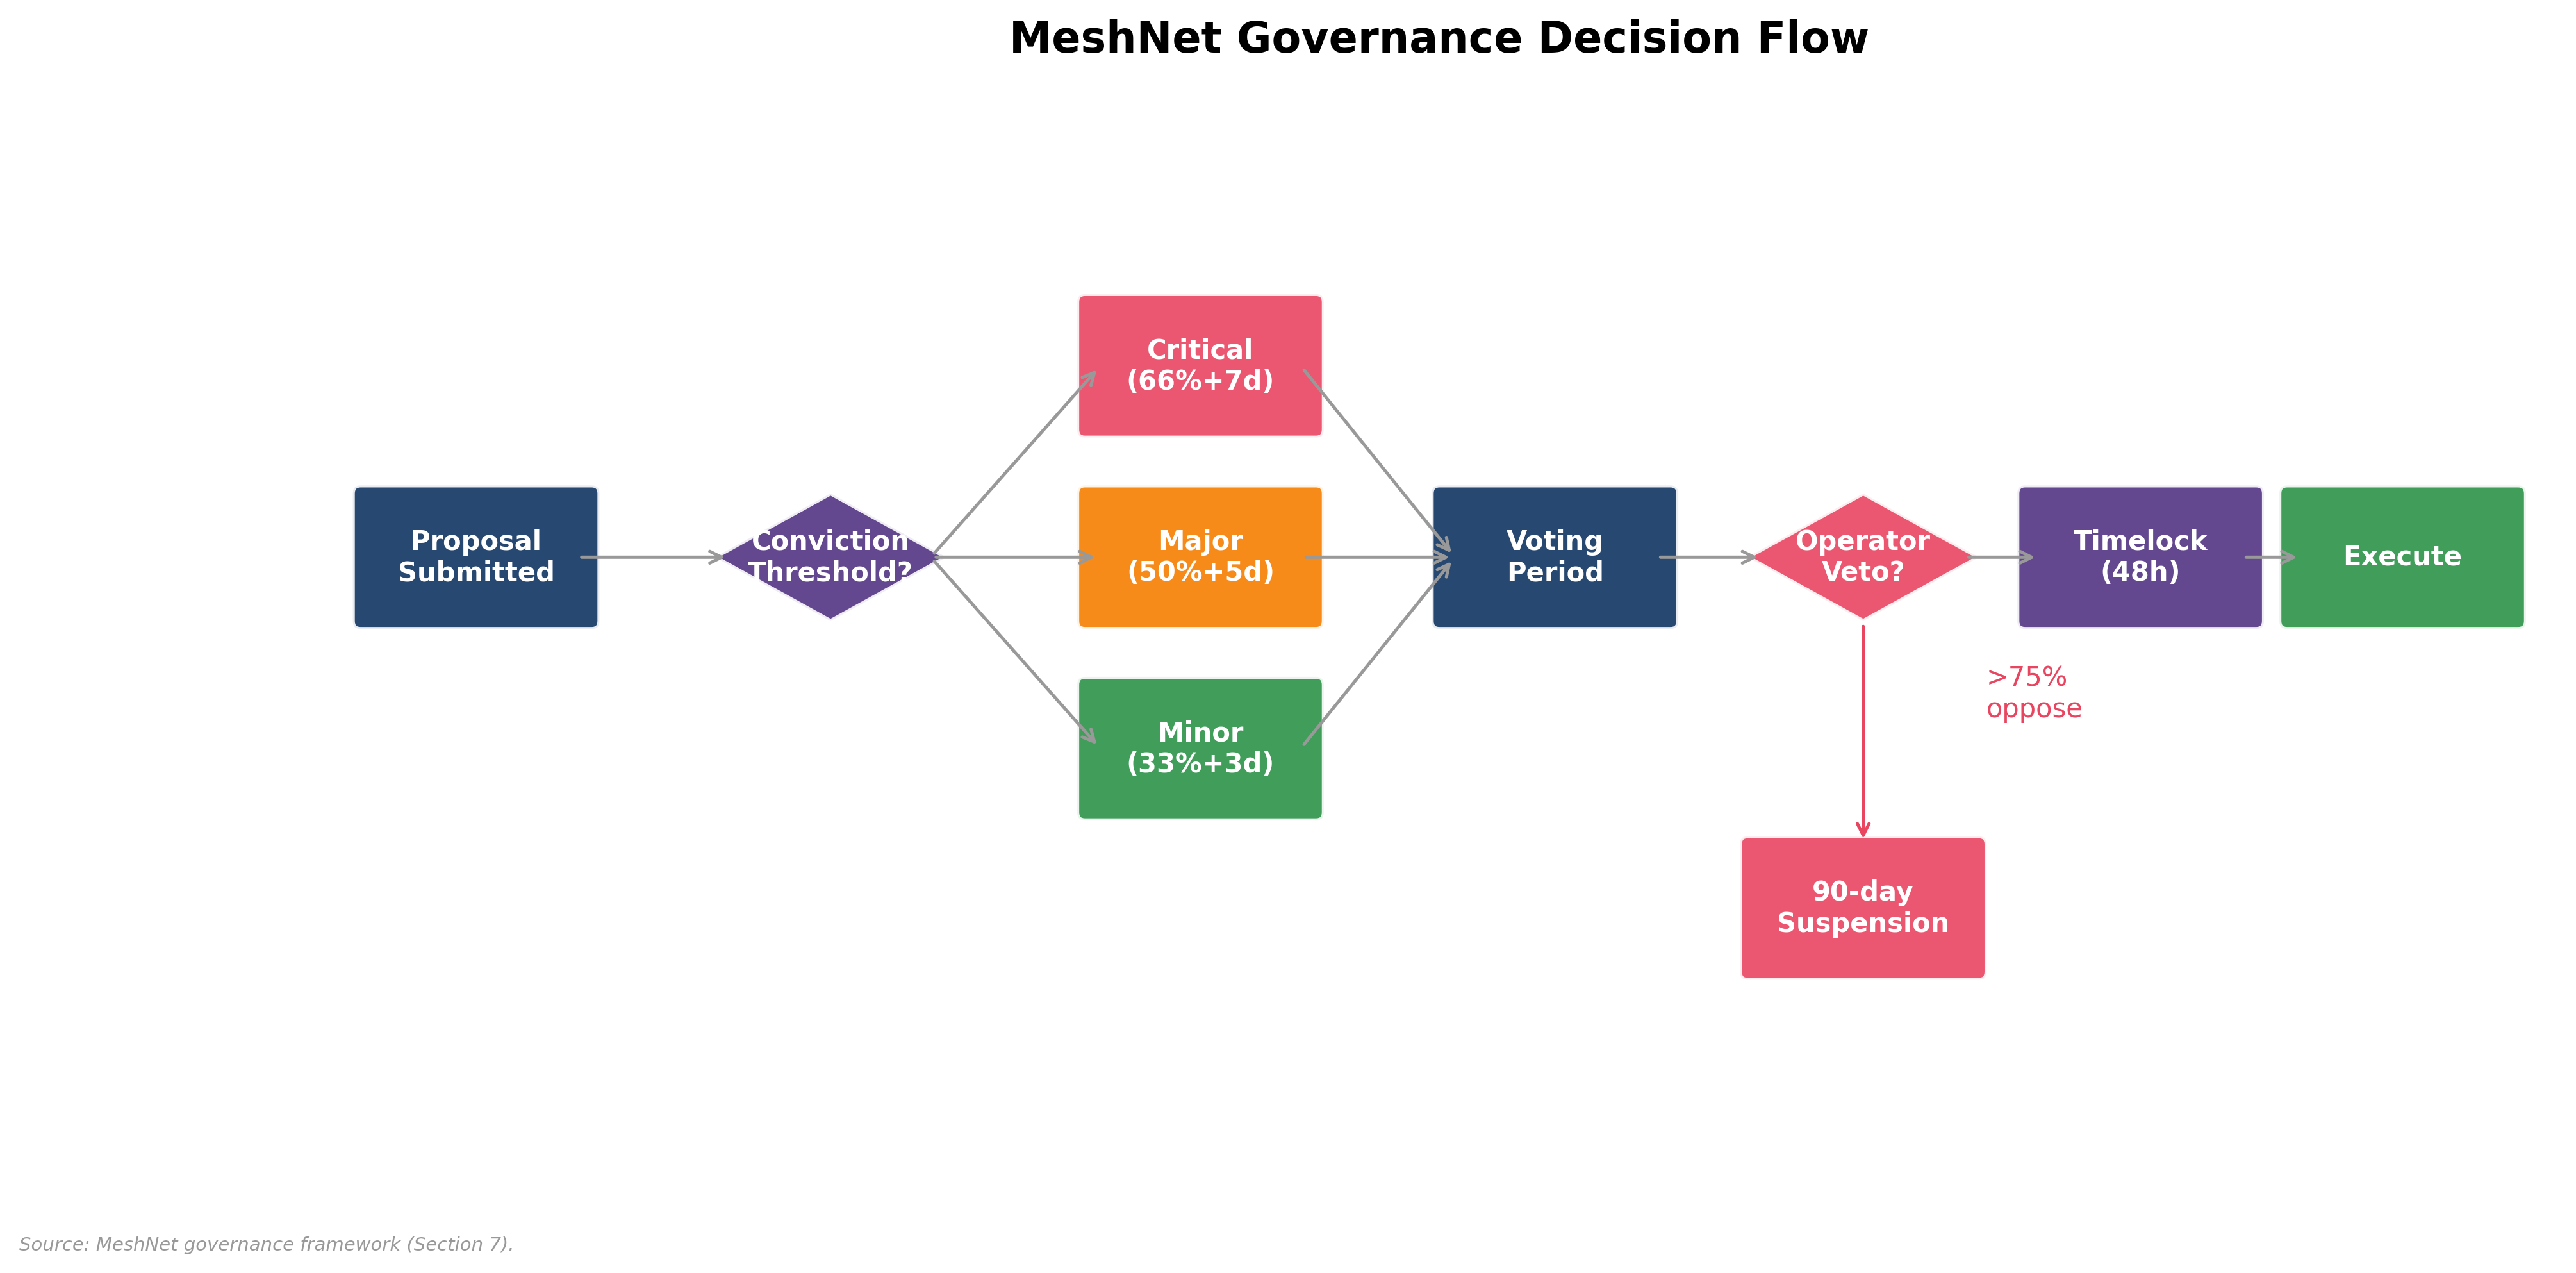 MeshNet Governance Decision Flow
Proposal
Submitted
Conviction
Threshold?
Critical
(66%+7d)
Major
(50%+5d)
Minor
(33%+3d)
Voting
Period
Operator
Veto?
Timelock
(48h)
Execute
>75%
oppose
90-day
Suspension
Source: MeshNet governance framework (Section 7).